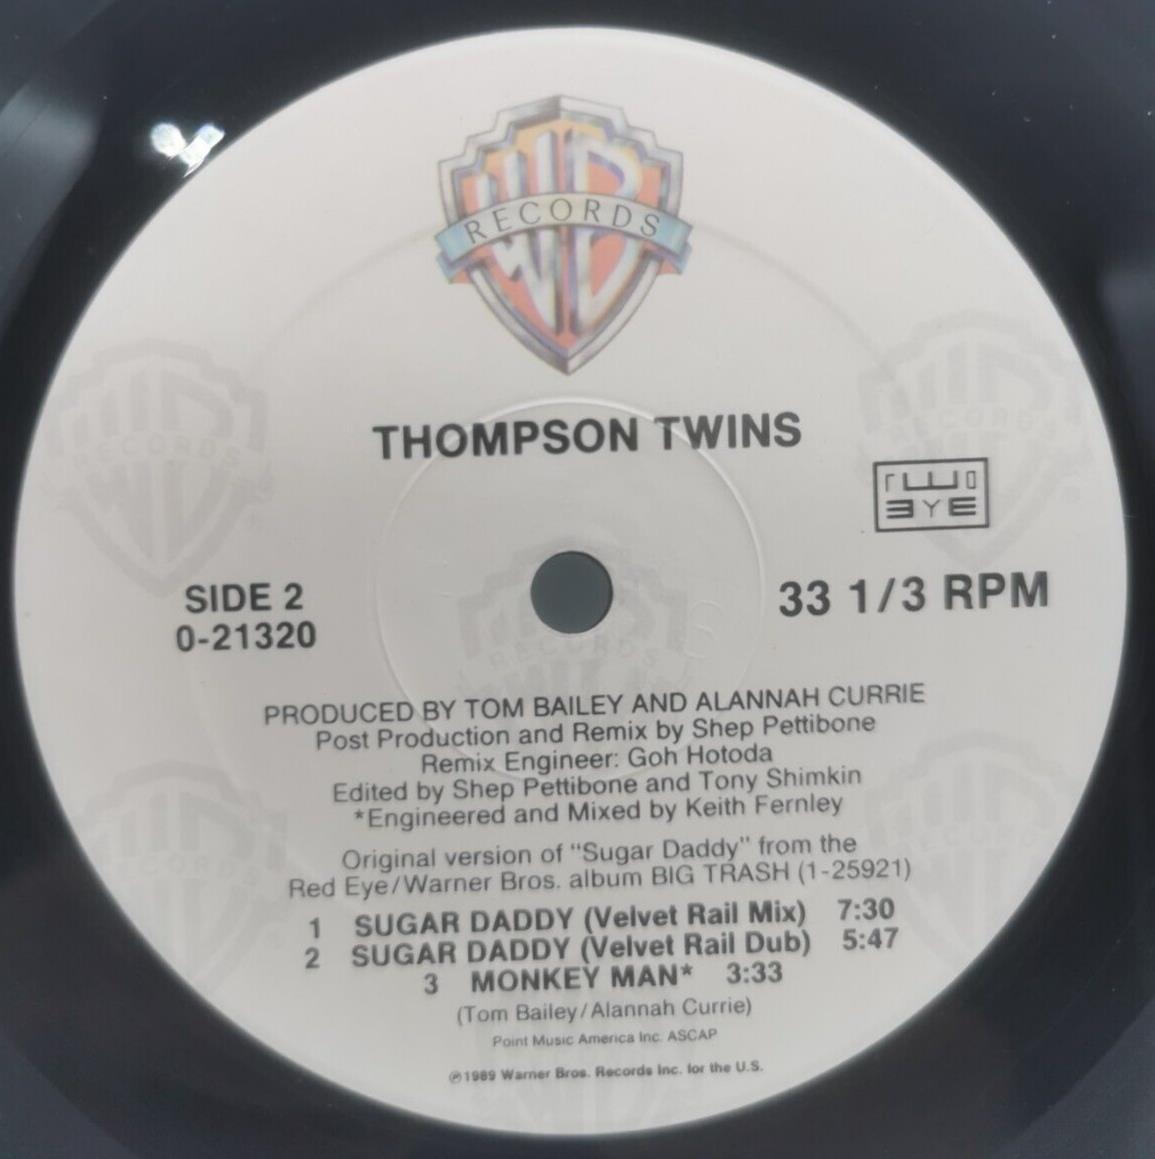 WB
RECORDS
THOMPSON TWINS
RED
EYE
SIDE 2
0-21320
33 1/3 RPM
PRODUCED BY TOM BAILEY AND ALANNAH CURRIE
Post Production and Remix by Shep Pettibone
Remix Engineer: Goh Hotoda
Edited by Shep Pettibone and Tony Shimkin
*Engineered and Mixed by Keith Fernley
Original version of "Sugar Daddy" from the
Red Eye/Warner Bros. album BIG TRASH (1-25921)
1 SUGAR DADDY (Velvet Rail Mix) 7:30
2 SUGAR DADDY (Velvet Rail Dub) 5:47
3 MONKEY MAN* 3:33
(Tom Bailey/Alannah Currie)
Point Music America Inc. ASCAP
℗1989 Warner Bros. Records Inc. for the U.S.